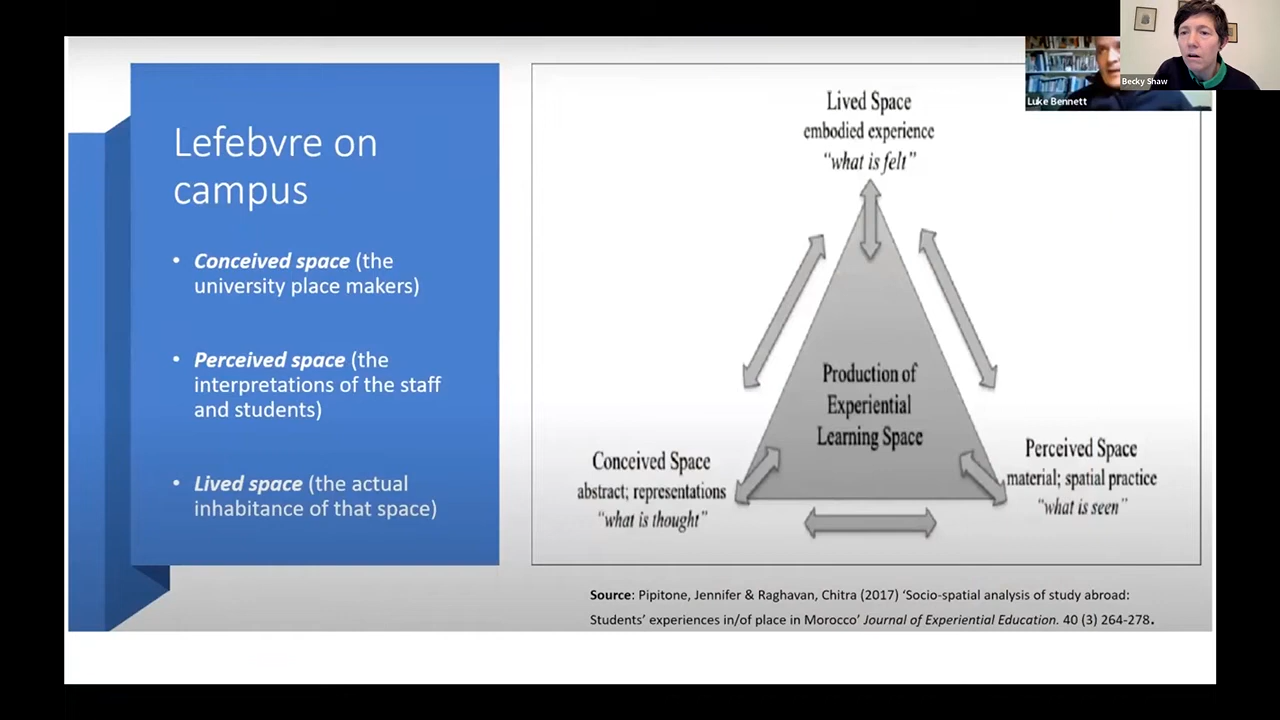 Lefebvre on
campus
• Conceived space (the
university place makers)
• Perceived space (the
interpretations of the staff
and students)
• Lived space (the actual
inhabitance of that space)
Lived Space
embodied experience
“what is felt”
Production of
Experiential
Learning Space
Conceived Space
abstract; representations
“what is thought”
Perceived Space
material; spatial practice
“what is seen”
Source: Pipitone, Jennifer & Raghavan, Chitra (2017) ‘Socio-spatial analysis of study abroad:
Students’ experiences in/of place in Morocco’ Journal of Experiential Education. 40 (3) 264-278.
Luke Bennett
Becky Shaw